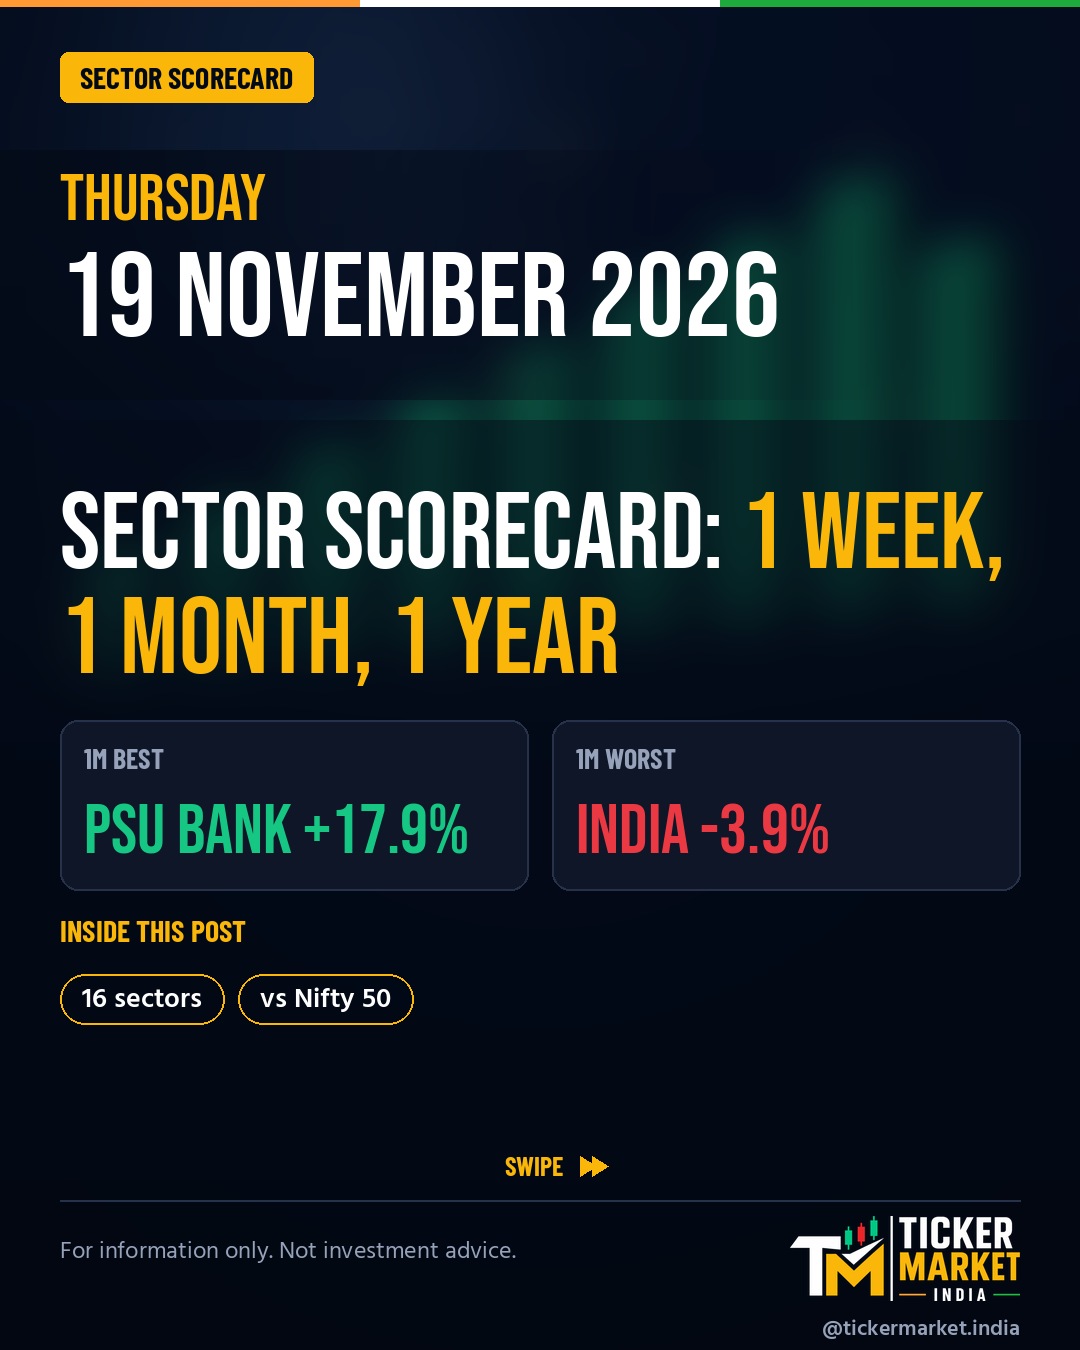 SECTOR SCORECARD
THURSDAY
19 NOVEMBER 2026
SECTOR SCORECARD: 1 WEEK,
1 MONTH, 1 YEAR
1M BEST
PSU BANK +17.9%
1M WORST
INDIA -3.9%
INSIDE THIS POST
16 sectors
vs Nifty 50
SWIPE
For information only. Not investment advice.
TM
TICKER
MARKET
INDIA
@tickermarket.india